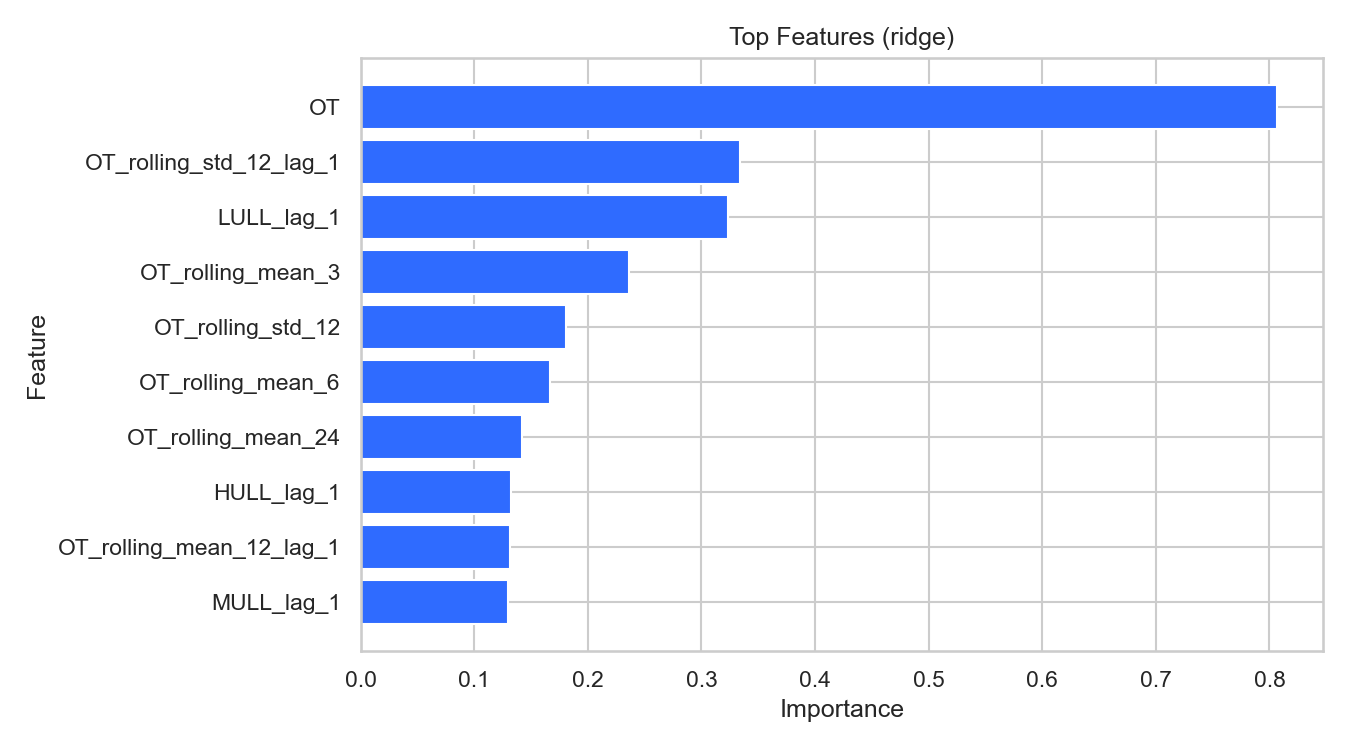 Top Features (ridge)
Feature
OT
OT_rolling_std_12_lag_1
LULL_lag_1
OT_rolling_mean_3
OT_rolling_std_12
OT_rolling_mean_6
OT_rolling_mean_24
HULL_lag_1
OT_rolling_mean_12_lag_1
MULL_lag_1
0.0 0.1 0.2 0.3 0.4 0.5 0.6 0.7 0.8
Importance